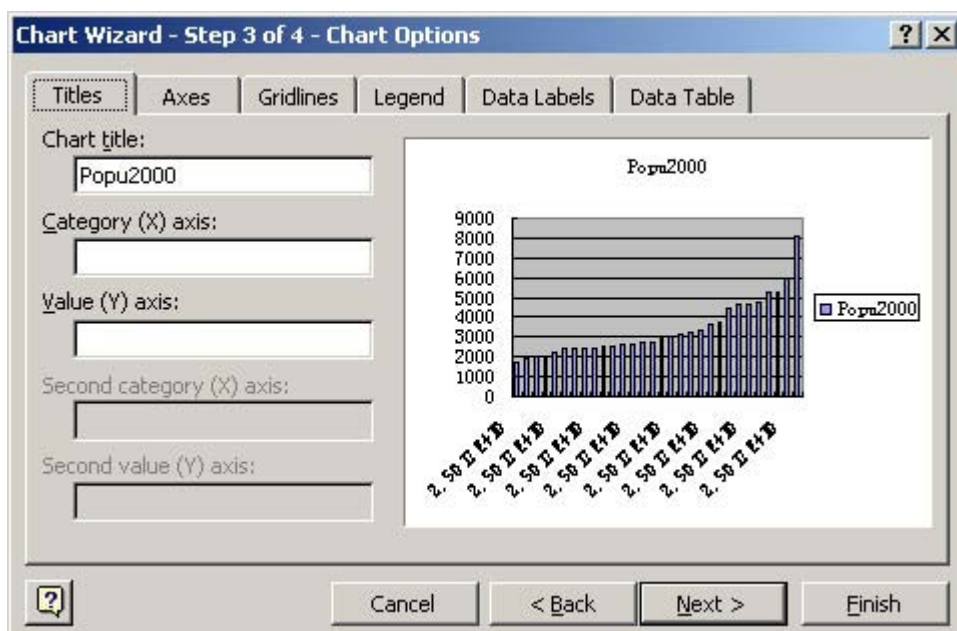 Chart Wizard - Step 3 of 4 - Chart Options
Titles
Axes
Gridlines
Legend
Data Labels
Data Table
Chart title:
Popu2000
Category (X) axis:
Value (Y) axis:
Second category (X) axis:
Second value (Y) axis:
Popu2000
9000
8000
7000
6000
5000
4000
3000
2000
1000
0
Popu2000
Cancel
< Back
Next >
Finish